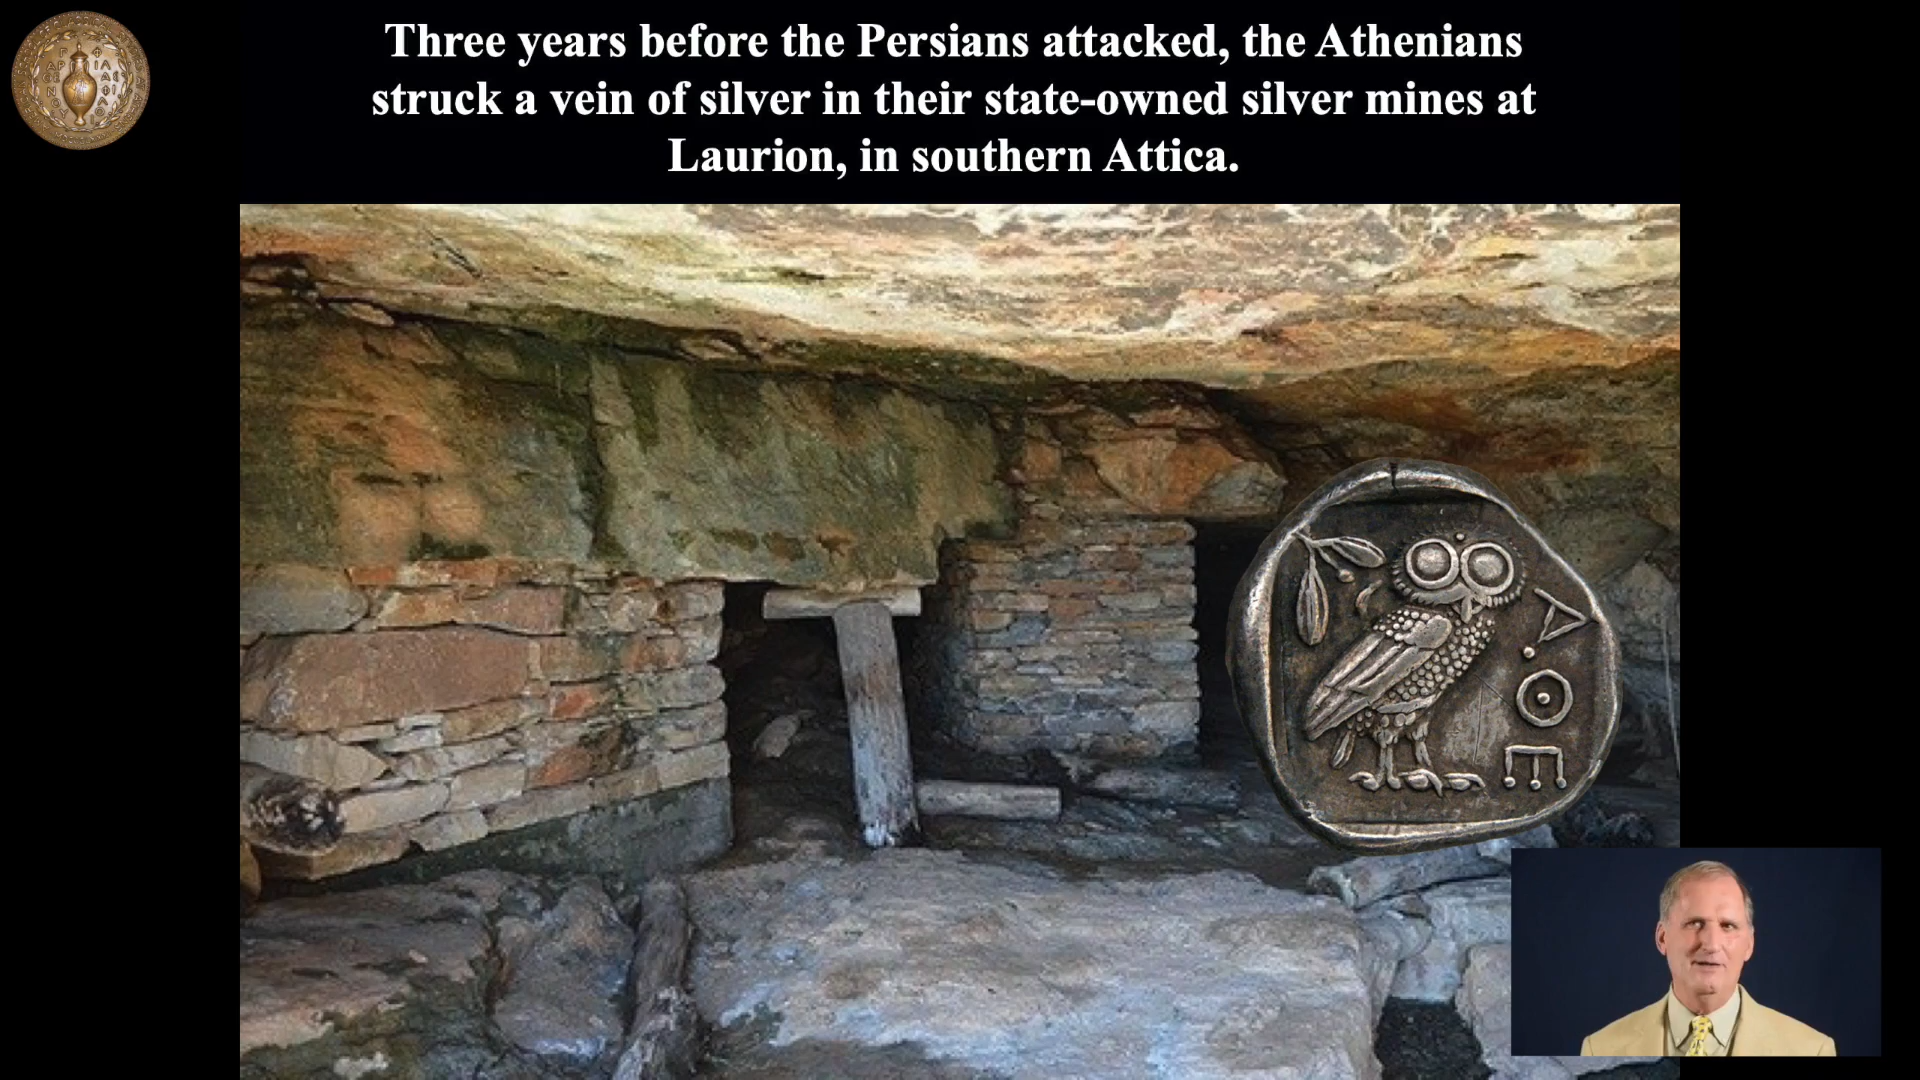 Three years before the Persians attacked, the Athenians
struck a vein of silver in their state-owned silver mines at
Laurion, in southern Attica.
ΑΘΕ